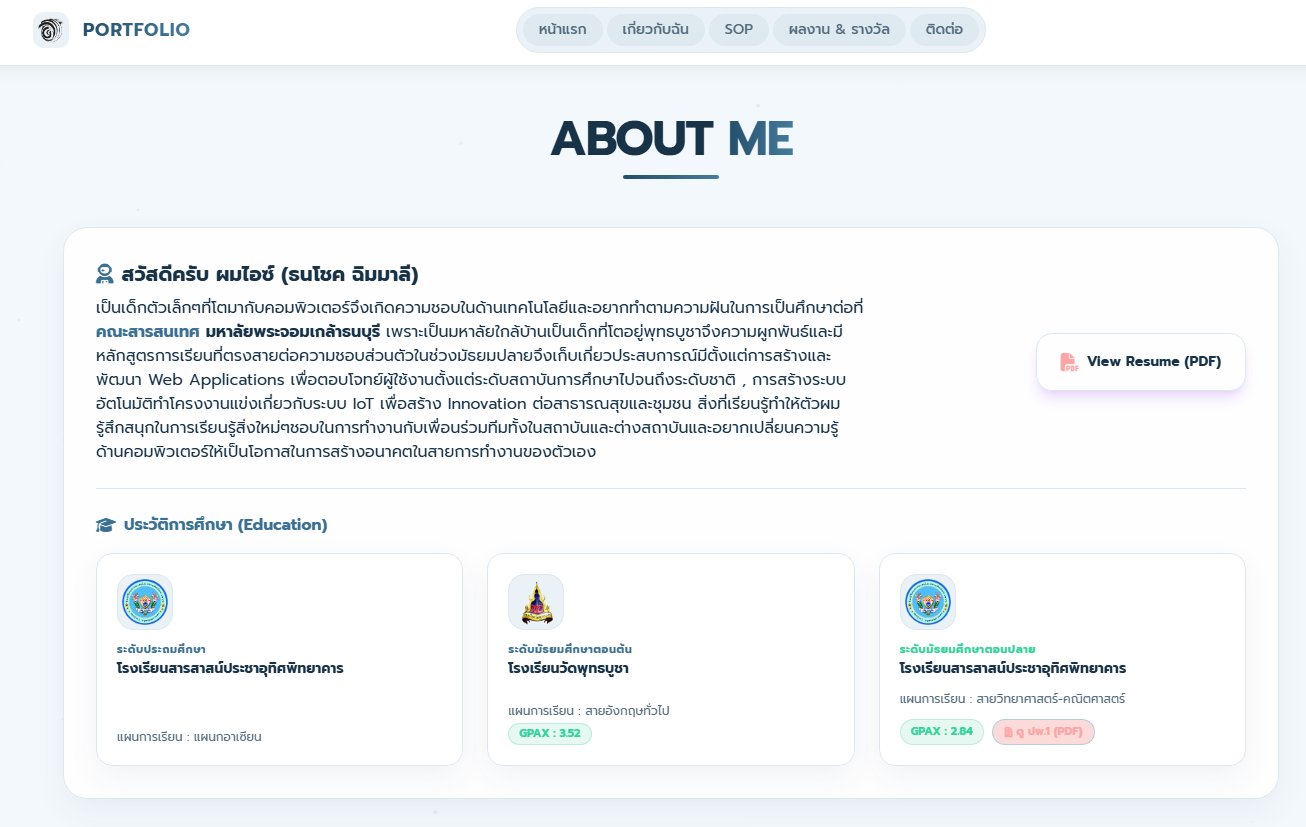 PORTFOLIO
หน้าแรก
เกี่ยวกับฉัน
SOP
ผลงาน & รางวัล
ติดต่อ
ABOUT ME
สวัสดีครับ ผมไอซ์ (ธนโชค ฉิมมาลี)
เป็นเด็กตัวเล็กๆที่โตมากับคอมพิวเตอร์จึงเกิดความชอบในด้านเทคโนโลยีและอยากทำตามความฝันในการเป็นศึกษาต่อที่
คณะสารสนเทศ มหาลัยพระจอมเกล้าธนบุรี เพราะเป็นมหาลัยใกล้บ้านเป็นเด็กที่โตอยู่พุทธบูชาจึงความผูกพันธ์และมี
หลักสูตรการเรียนที่ตรงสายต่อความชอบส่วนตัวในช่วงมัธยมปลายจึงเก็บเกี่ยวประสบการณ์มีตั้งแต่การสร้างและ
พัฒนา Web Applications เพื่อตอบโจทย์ผู้ใช้งานตั้งแต่ระดับสถาบันการศึกษาไปจนถึงระดับชาติ , การสร้างระบบ
อัตโนมัติทำโครงงานแข่งเกี่ยวกับระบบ IoT เพื่อสร้าง Innovation ต่อสาธารณสุขและชุมชน สิ่งที่เรียนรู้ทำให้ตัวผม
รู้สึกสนุกในการเรียนรู้สิ่งใหม่ๆชอบในการทำงานกับเพื่อนร่วมทีมทั้งในสถาบันและต่างสถาบันและอยากเปลี่ยนความรู้
ด้านคอมพิวเตอร์ให้เป็นโอกาสในการสร้างอนาคตในสายการทำงานของตัวเอง
View Resume (PDF)
ประวัติการศึกษา (Education)
ระดับประถมศึกษา
โรงเรียนสารสาสน์ประชาอุทิศพิทยาคาร
แผนการเรียน : แผนกอาเซียน
ระดับมัธยมศึกษาตอนต้น
โรงเรียนวัดพุทธบูชา
แผนการเรียน : สายอังกฤษทั่วไป
GPAX : 3.52
ระดับมัธยมศึกษาตอนปลาย
โรงเรียนสารสาสน์ประชาอุทิศพิทยาคาร
แผนการเรียน : สายวิทยาศาสตร์-คณิตศาสตร์
GPAX : 2.84
ดู ปพ.1 (PDF)